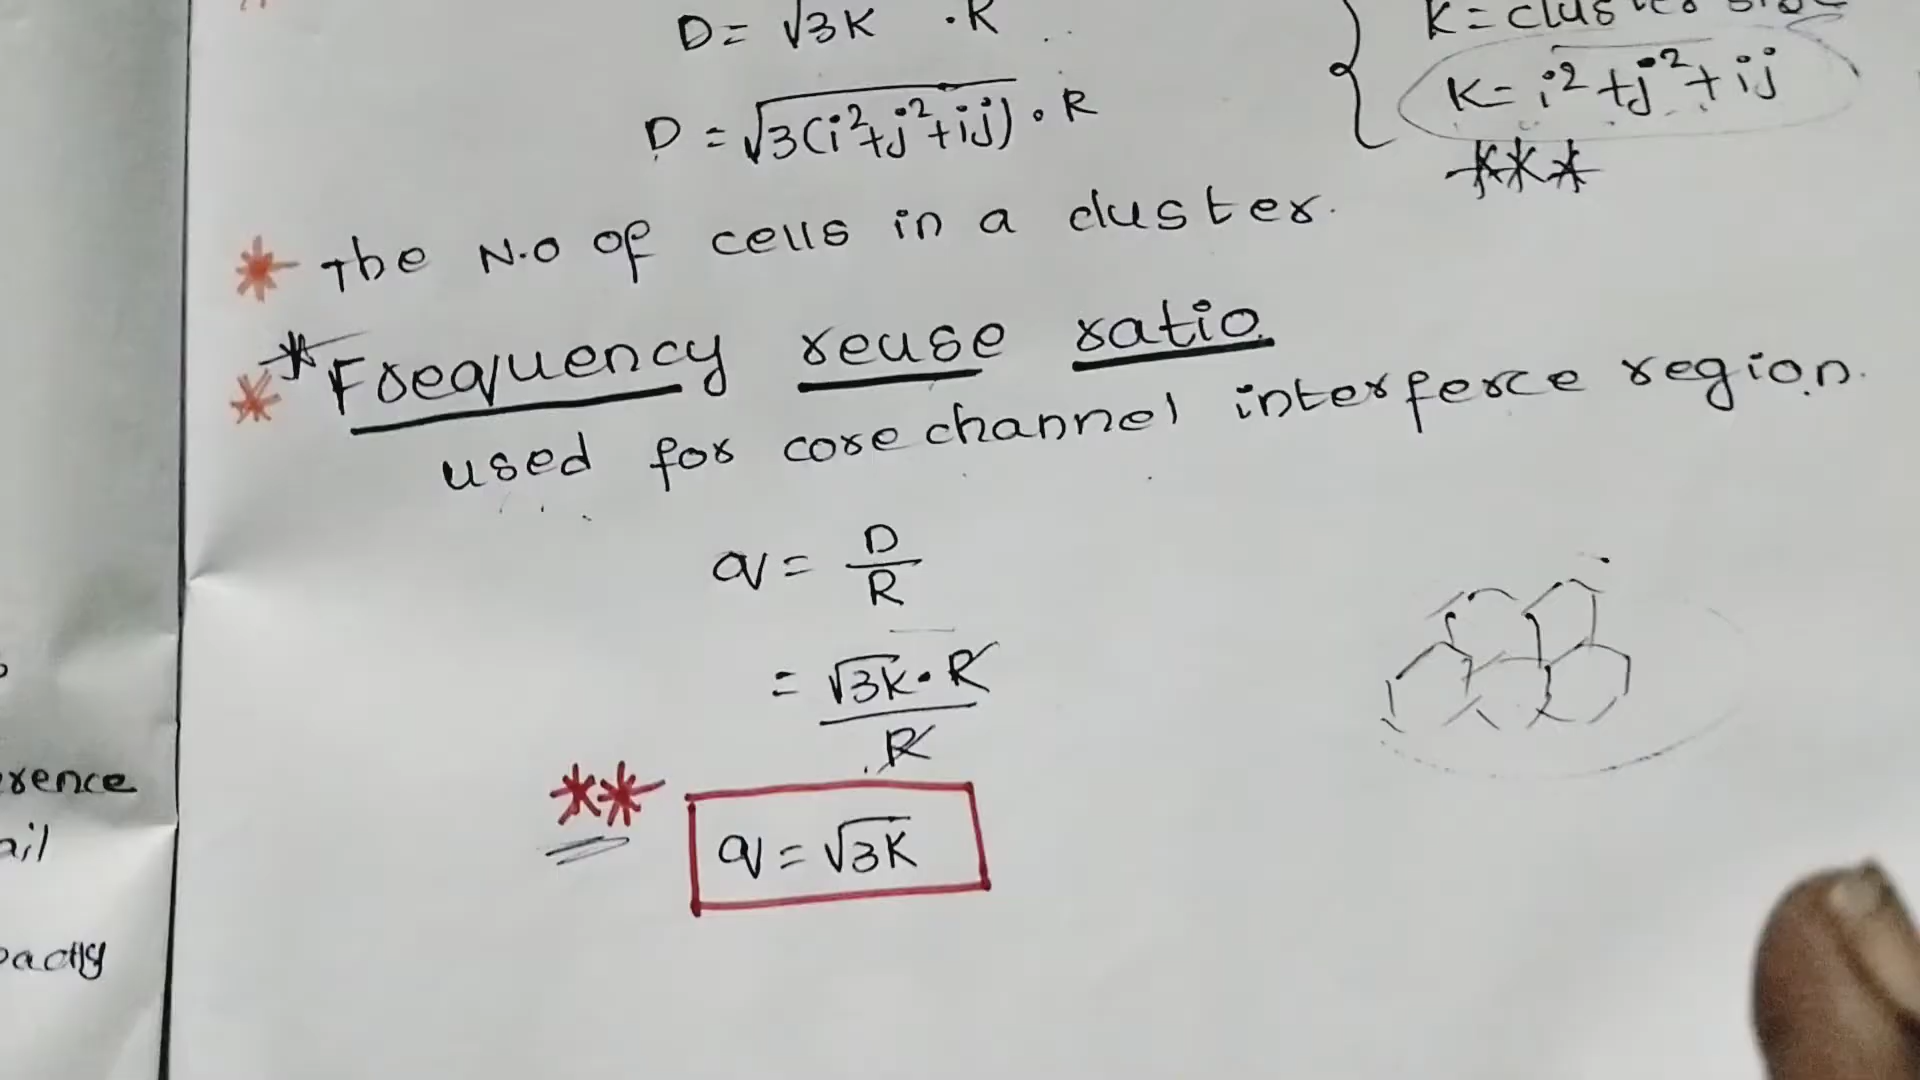 D = √3K · R
K = cluster size
D = √3(i²+j²+ij) · R
K = i²+j²+ij
***
* The N.O of cells in a cluster.
* * Frequency reuse ratio.
used for core channel interferce region.
q = D/R
= √3K · R / R
** q = √3K
rence
ail